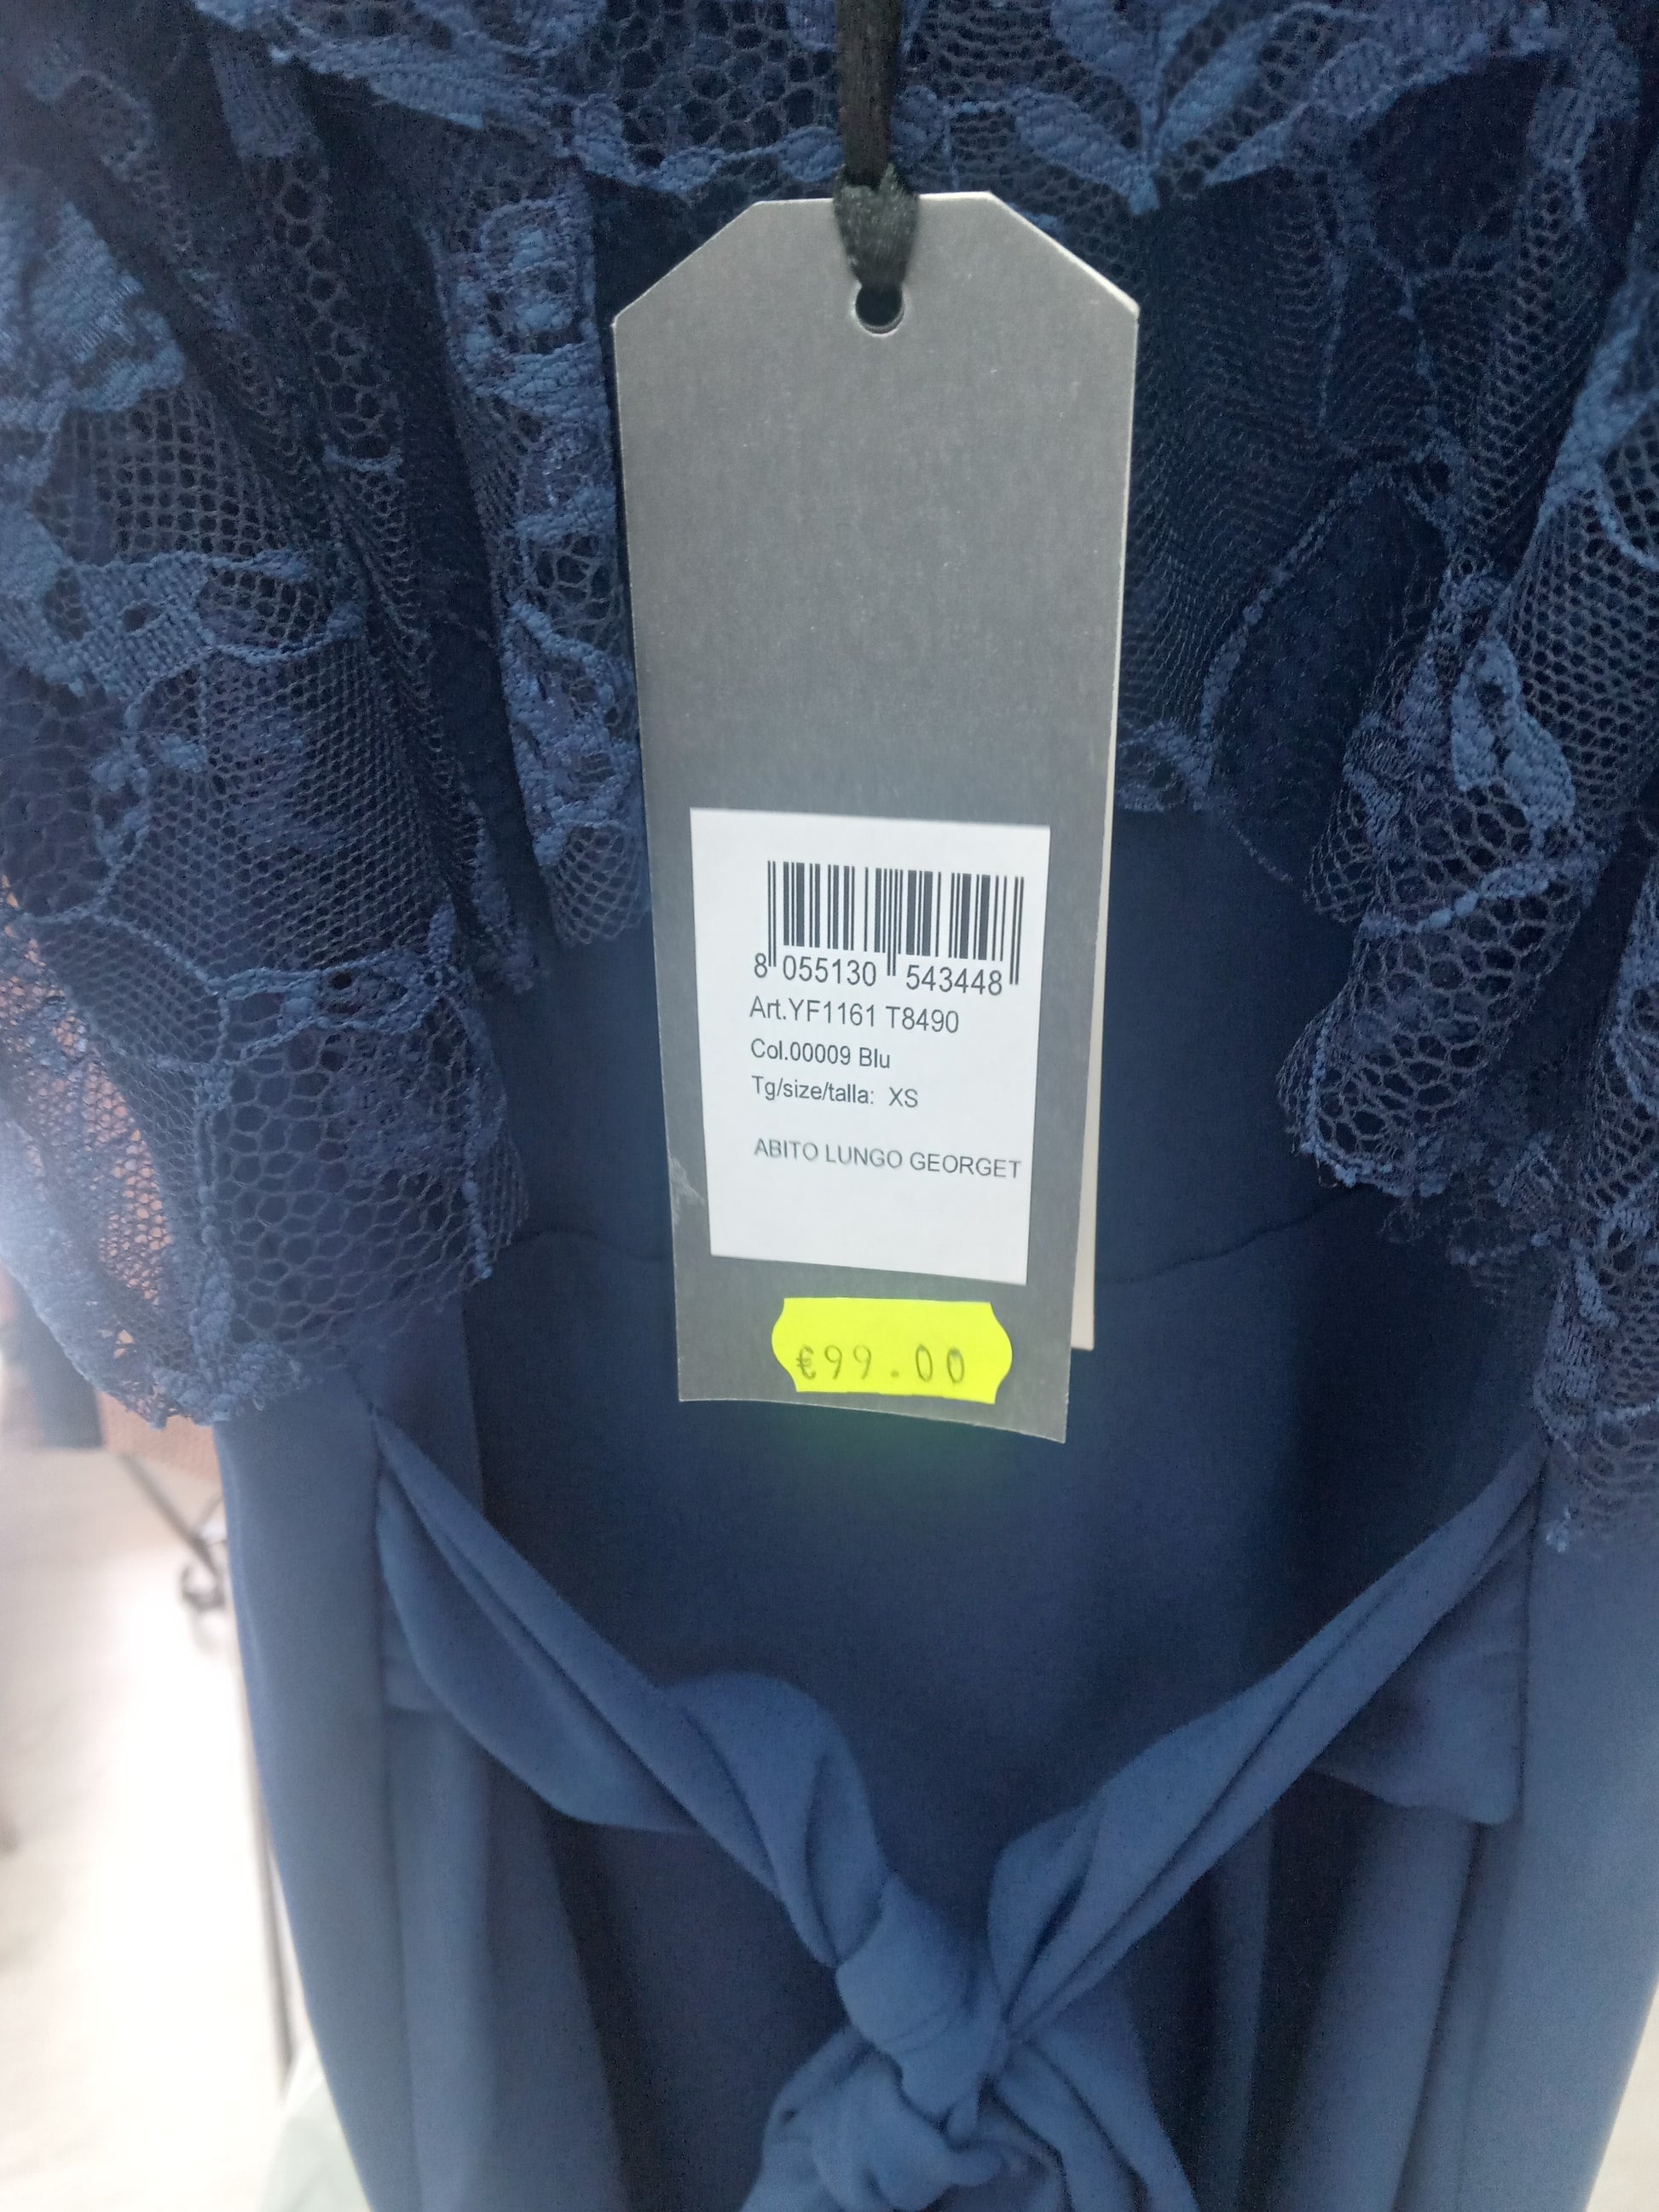 8 055130 543448
Art.YF1161 T8490
Col.00009 Blu
Tg/size/talla: XS
ABITO LUNGO GEORGET
€99.00